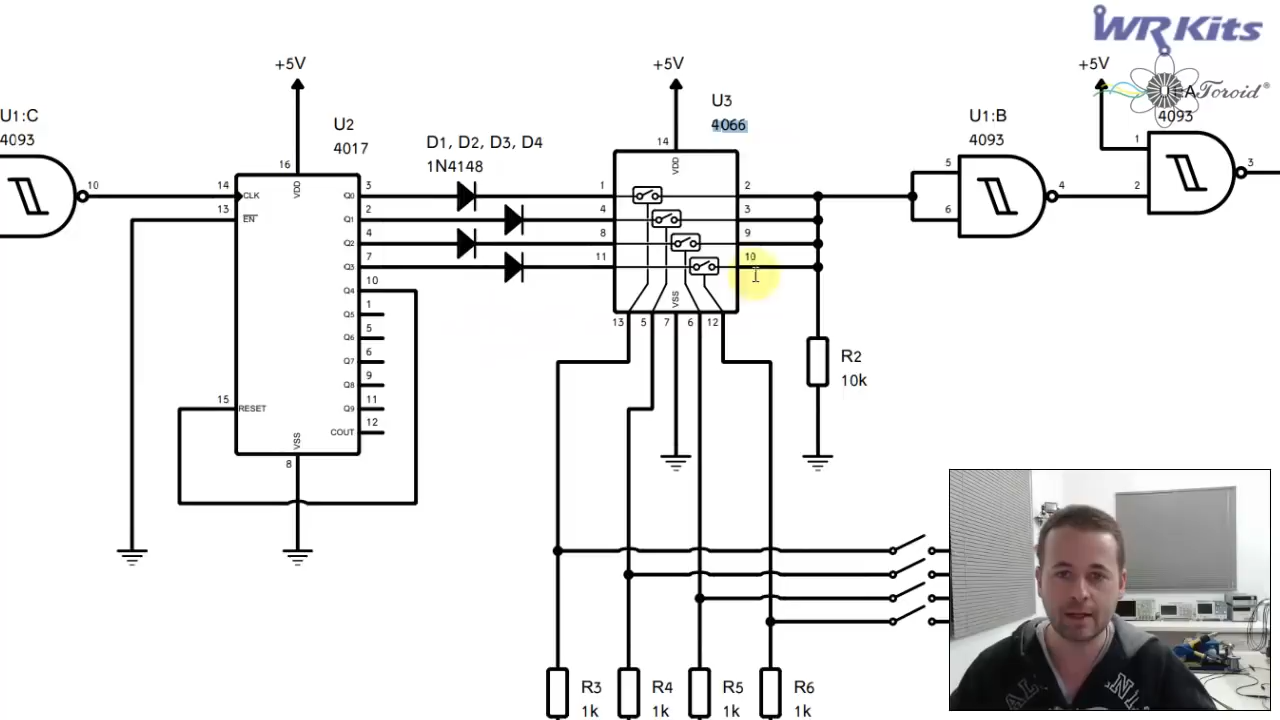 WR Kits
Toroid®
+5V
+5V
+5V
U1:C
4093
U2
4017
D1, D2, D3, D4
1N4148
U3
4066
U1:B
4093
A
4093
10
14
13
15
16
8
CLK
EN
RESET
VDD
VSS
Q0
Q1
Q2
Q3
Q4
Q5
Q6
Q7
Q8
Q9
COUT
3
2
4
7
10
1
5
6
9
11
12
14
VDD
1
4
8
11
2
3
9
10
VSS
13
5
7
6
12
5
6
4
1
2
3
R2
10k
R3
1k
R4
1k
R5
1k
R6
1k